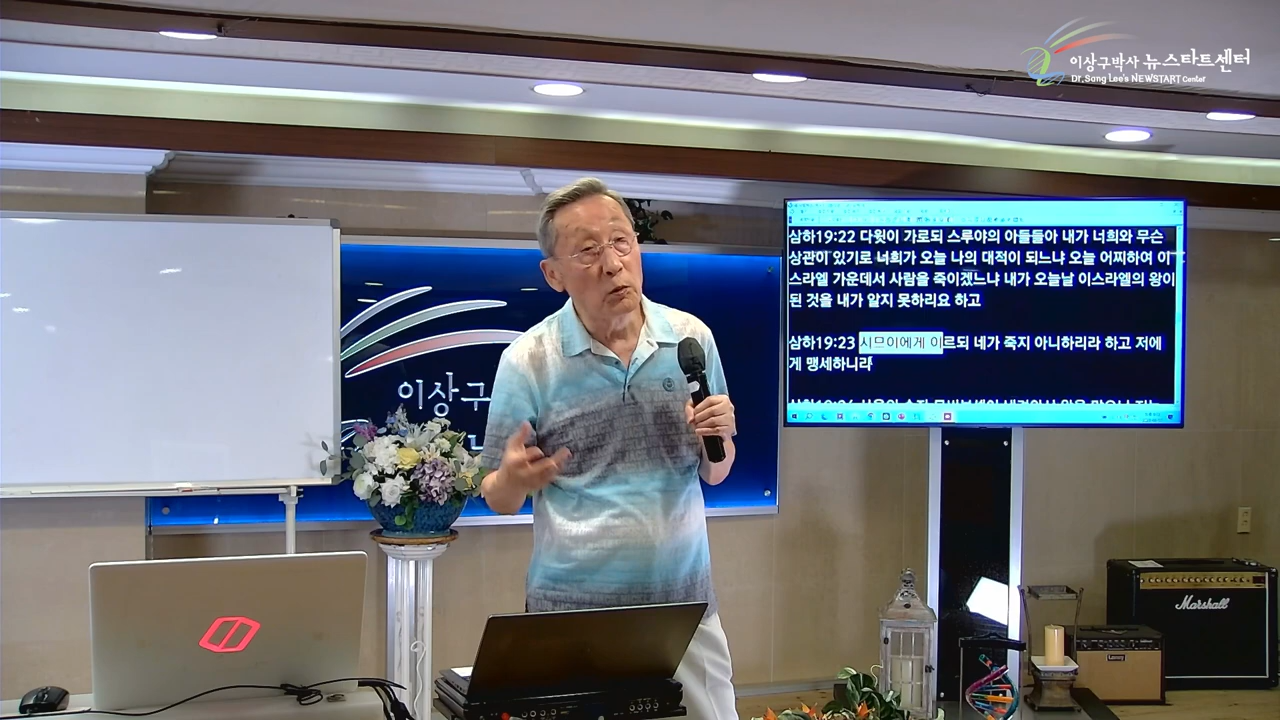 이상구박사 뉴스타트센터
Dr. Sang Lee's NEWSTART Center
삼하19:22 다윗이 가로되 스루야의 아들들아 내가 너희와 무슨
상관이 있기로 너희가 오늘 나의 대적이 되느냐 오늘 어찌하여 이
스라엘 가운데서 사람을 죽이겠느냐 내가 오늘날 이스라엘의 왕이
된 것을 내가 알지 못하리요 하고
삼하19:23 시므이에게 이르되 네가 죽지 아니하리라 하고 저에
게 맹세하니라
이상구
Marshall
Laney